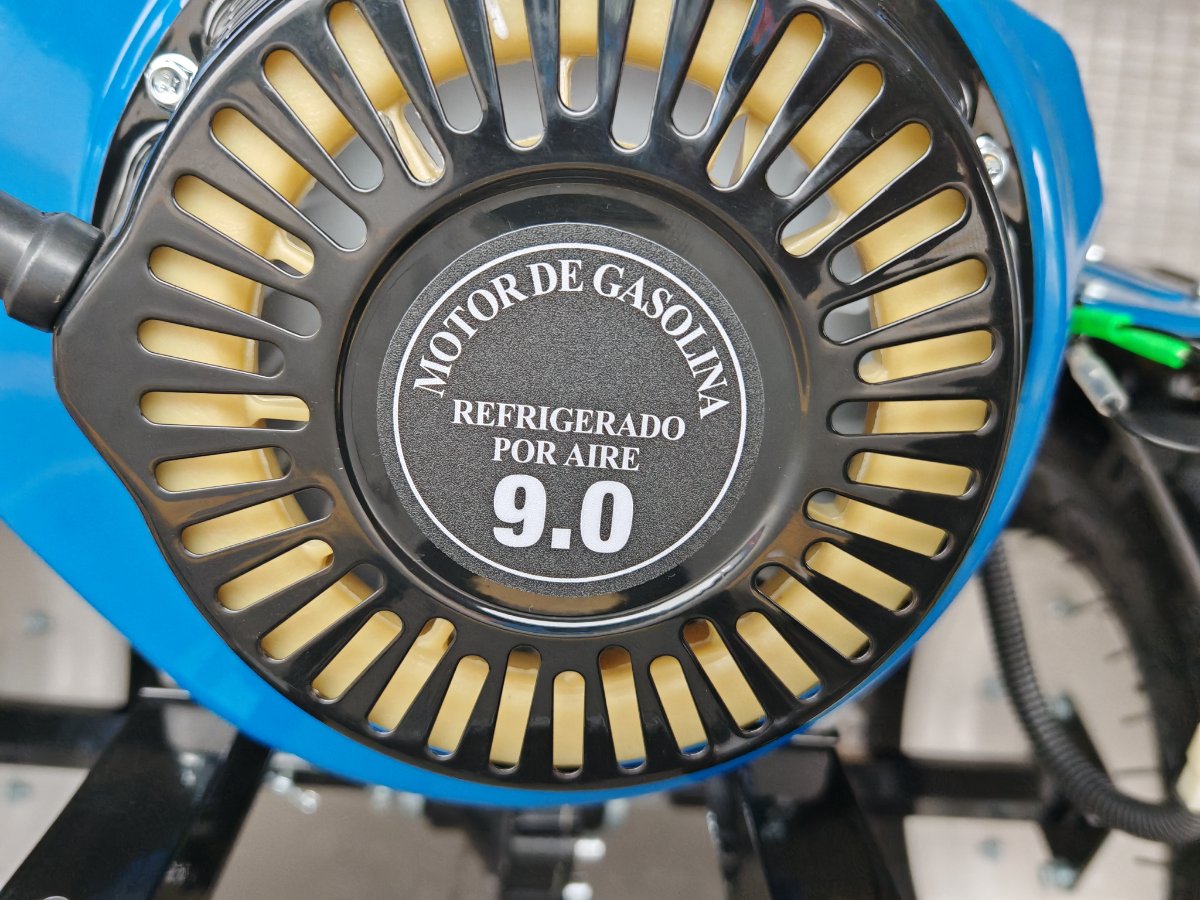 MOTOR DE GASOLINA
REFRIGERADO
POR AIRE
9.0